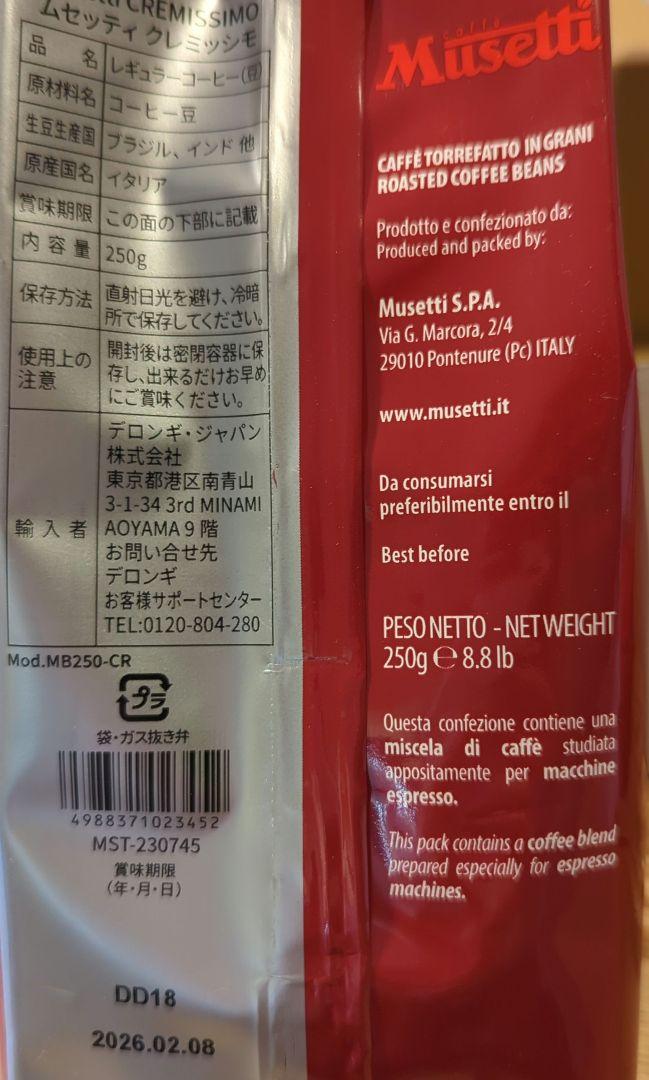 CREMISSIMO
ムセッティ クレミッシモ
品 名 レギュラーコーヒー(豆)
原材料名 コーヒー豆
生豆生産国 ブラジル、インド 他
原産国名 イタリア
賞味期限 この面の下部に記載
内 容 量 250g
保存方法 直射日光を避け、冷暗
所で保存してください。
使用上の注意 開封後は密閉容器に保
存し、出来るだけお早め
にご賞味ください。
輸 入 者 デロンギ・ジャパン
株式会社
東京都港区南青山
3-1-34 3rd MINAMI
AOYAMA 9 階
お問い合せ先
デロンギ
お客様サポートセンター
TEL:0120-804-280
Mod.MB250-CR
プラ
袋・ガス抜き弁
4988371023452
MST-230745
賞味期限
(年・月・日)
DD18
2026.02.08
caffè
Musetti
CAFFÈ TORREFATTO IN GRANI
ROASTED COFFEE BEANS
Prodotto e confezionato da:
Produced and packed by:
Musetti S.P.A.
Via G. Marcora, 2/4
29010 Pontenure (Pc) ITALY
www.musetti.it
Da consumarsi
preferibilmente entro il
Best before
PESO NETTO - NET WEIGHT
250g ℮ 8.8 lb
Questa confezione contiene una
miscela di caffè studiata
appositamente per macchine
espresso.
This pack contains a coffee blend
prepared especially for espresso
machines.